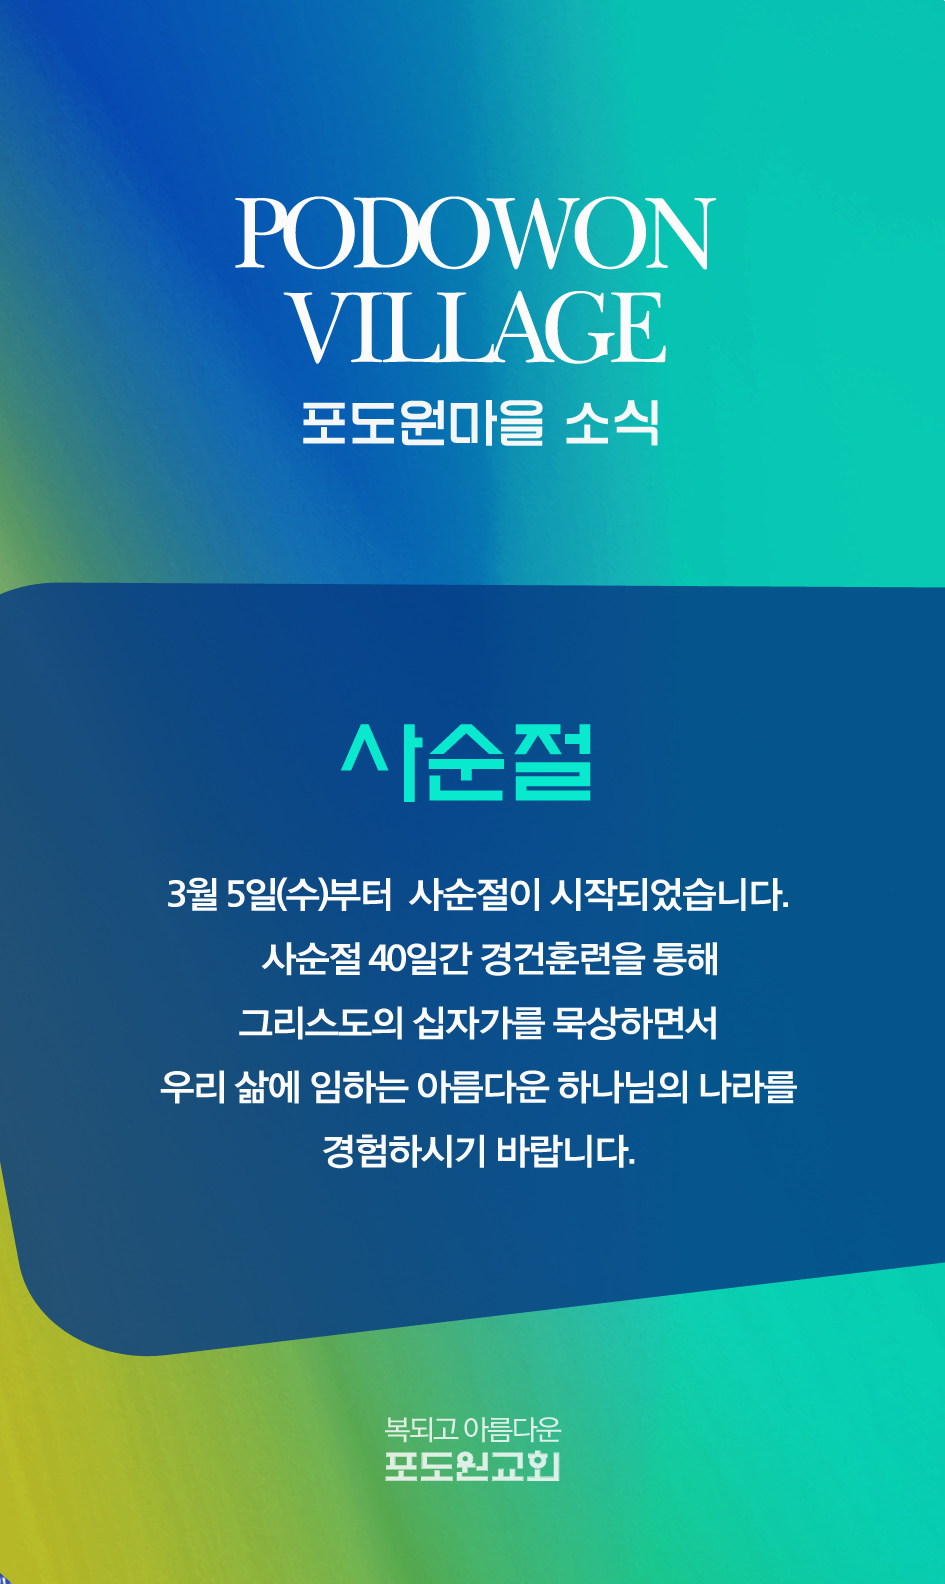 PODOWON
VILLAGE
포도원마을 소식
사순절
3월 5일(수)부터 사순절이 시작되었습니다.
사순절 40일간 경건훈련을 통해
그리스도의 십자가를 묵상하면서
우리 삶에 임하는 아름다운 하나님의 나라를
경험하시기 바랍니다.
복되고 아름다운
포도원교회